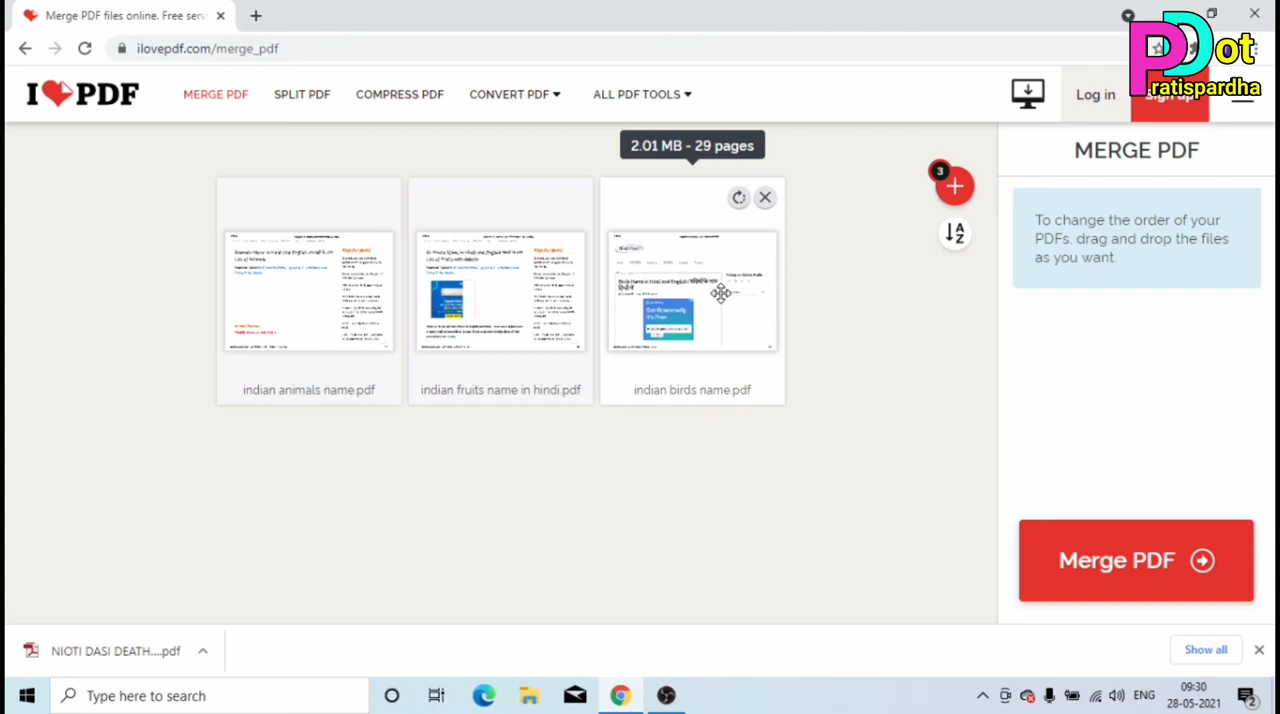 Merge PDF files online. Free serv
ilovepdf.com/merge_pdf
P Dot
Pratispardha
I PDF
MERGE PDF
SPLIT PDF
COMPRESS PDF
CONVERT PDF
ALL PDF TOOLS
Log in
Sign up
2.01 MB - 29 pages
3
A
Z
MERGE PDF
To change the order of your
PDFs, drag and drop the files
as you want.
indian animals name.pdf
indian fruits name in hindi.pdf
indian birds name.pdf
Merge PDF
NIOTI DASI DEATH....pdf
Show all
Type here to search
ENG
09:30
28-05-2021
2